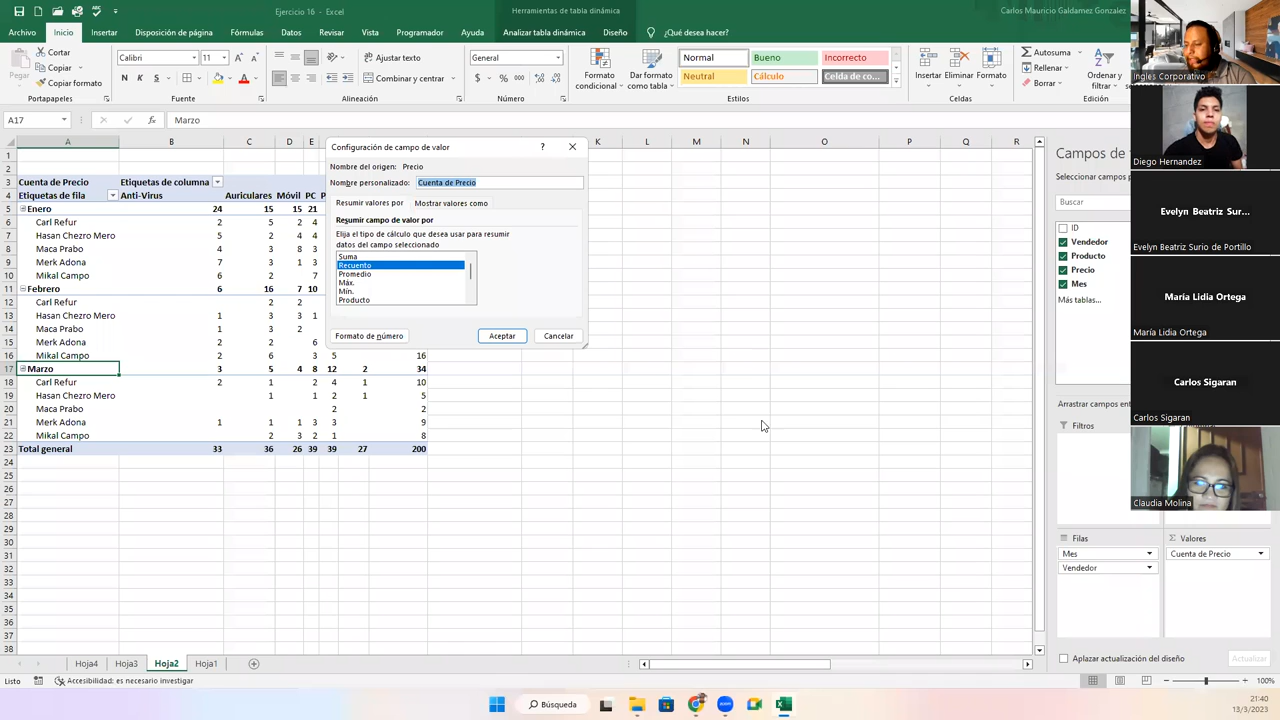 Ejercicio 16 - Excel
Herramientas de tabla dinámica
Carlos Mauricio Galdamez Gonzalez
Archivo Inicio Insertar Disposición de página Fórmulas Datos Revisar Vista Programador Ayuda Analizar tabla dinámica Diseño ¿Qué desea hacer?
Cortar
Copiar
Copiar formato
Portapapeles
Calibri 11
N K S
Fuente
Ajustar texto
Combinar y centrar
Alineación
General
Número
Formato condicional
Dar formato como tabla
Normal Bueno Incorrecto
Neutral Cálculo Celda de co...
Estilos
Insertar Eliminar Formato
Celdas
Autosuma
Rellenar
Borrar
Ordenar y filtrar
Edición
A17 Marzo
A B C D E K L M N O P Q R
Cuenta de Precio Etiquetas de columna
Etiquetas de fila Anti-Virus Auriculares Móvil PC
Enero 24 15 15 21
Carl Refur 5 2 4
Hasan Chezro Mero 5 2 4 4
Maca Prabo 4 3 8 3
Merk Adona 7 3 1 3
Mikal Campo 6 2 7
Febrero 6 16 7 10
Carl Refur 2 2
Hasan Chezro Mero 1 3 3 1
Maca Prabo 1 3 2
Merk Adona 2 2 6
Mikal Campo 2 6 3 3 5 16
Marzo 3 5 4 8 12 2 34
Carl Refur 2 1 2 4 1 10
Hasan Chezro Mero 1 1 2 1 5
Maca Prabo 2 2
Merk Adona 1 1 1 3 3 9
Mikal Campo 2 3 2 1 8
Total general 33 36 26 39 39 27 200
Configuración de campo de valor ?
Nombre del origen: Precio
Nombre personalizado: Cuenta de Precio
Resumir valores por Mostrar valores como
Resumir campo de valor por
Elija el tipo de cálculo que desea usar para resumir
datos del campo seleccionado
Suma
Recuento
Promedio
Máx.
Mín.
Producto
Formato de número Aceptar Cancelar
Campos de
Seleccionar campos p
Buscar
ID
Vendedor
Producto
Precio
Mes
Más tablas...
Arrastrar campos ent
Filtros
Filas Valores
Mes Cuenta de Precio
Vendedor
Aplazar actualización del diseño Actualizar
Ingles Corporativo
Diego Hernandez
Evelyn Beatriz Sur...
Evelyn Beatriz Surio de Portillo
María Lidia Ortega
María Lidia Ortega
Carlos Sigaran
Carlos Sigaran
Claudia Molina
Hoja4 Hoja3 Hoja2 Hoja1
Listo Accesibilidad: es necesario investigar 100%
Búsqueda
21:40
13/3/2023